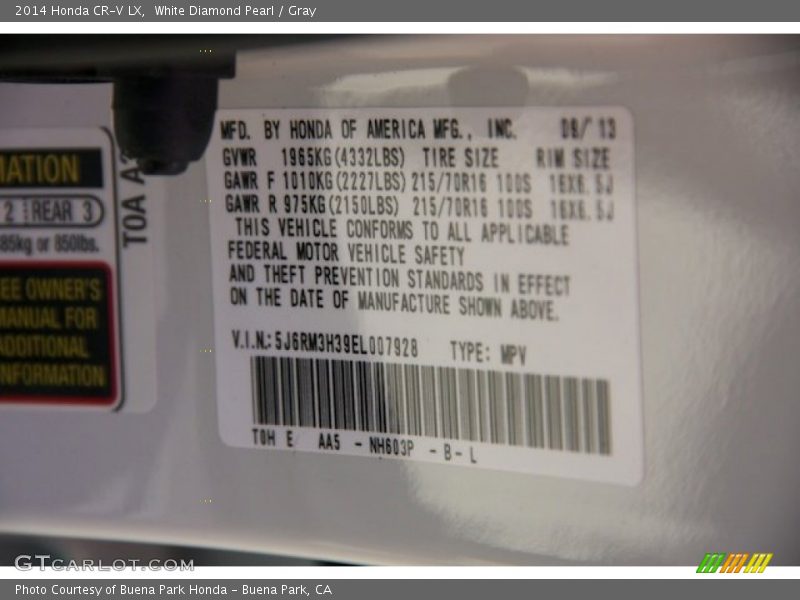 2014 Honda CR-V LX, White Diamond Pearl / Gray
MATION
2 REAR 3
85kg or 850lbs.
EE OWNER'S
MANUAL FOR
ADDITIONAL
NFORMATION
TOA A
MFD. BY HONDA OF AMERICA MFG., INC. 08/ 13
GVWR 1965KG(4332LBS) TIRE SIZE RIM SIZE
GAWR F 1010KG(2227LBS) 215/70R16 100S 16X6.5J
GAWR R 975KG(2150LBS) 215/70R16 100S 16X6.5J
THIS VEHICLE CONFORMS TO ALL APPLICABLE
FEDERAL MOTOR VEHICLE SAFETY
AND THEFT PREVENTION STANDARDS IN EFFECT
ON THE DATE OF MANUFACTURE SHOWN ABOVE.
V.I.N.: 5J6RM3H39EL007928 TYPE: MPV
T0H E AA5 - NH603P - B- L
GTCARLOT.COM
Photo Courtesy of Buena Park Honda - Buena Park, CA